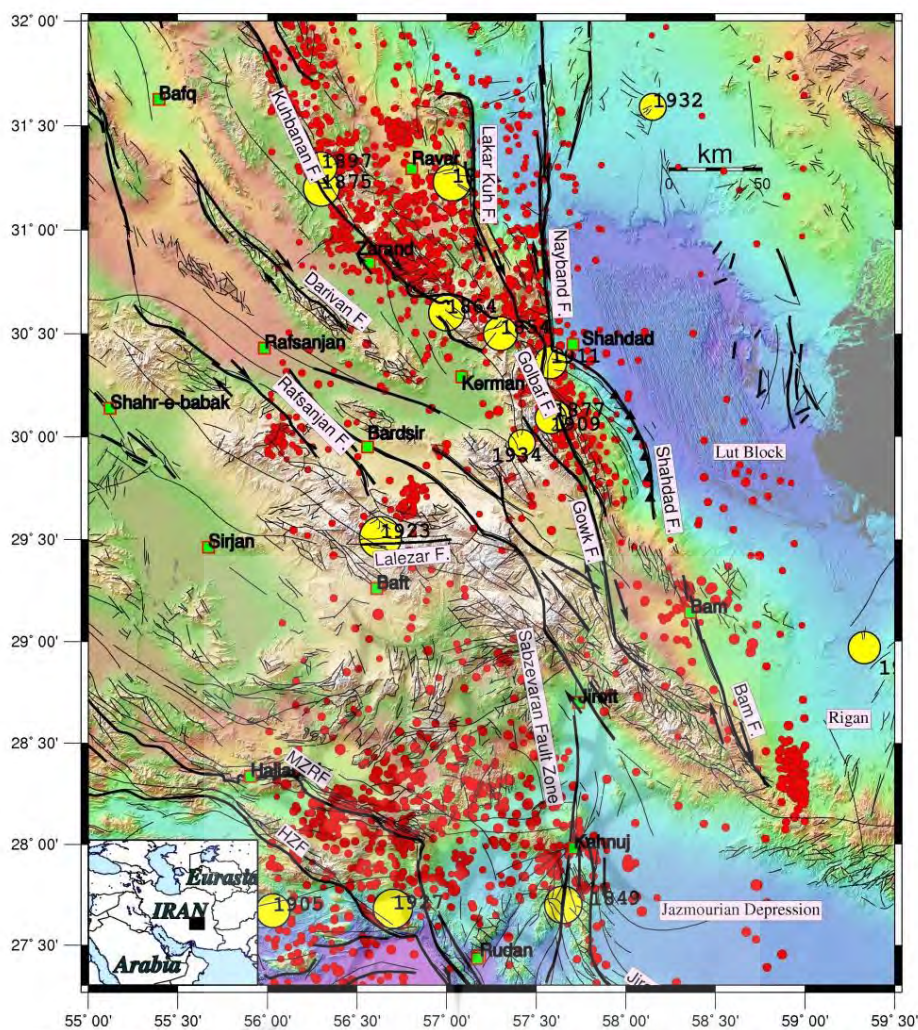 32° 00'
31° 30'
31° 00'
30° 30'
30° 00'
29° 30'
29° 00'
28° 30'
28° 00'
27° 30'
Bafq
1932
Kuhbanan F.
1897
1875
Ravar
Lakar Kuh F.
km
0
50
Zarand
Nayband F.
Darivan F.
1864
1854
Shahdad
1911
Rafsanjan
Kerman
Golbaf F.
Shahr-e-babak
Rafsanjan F.
Bardsir
1877
1909
1934
Lut Block
Shahdad F.
1923
Lalezar F.
Gowk F.
Sirjan
Baft
Bam
Sabzevaran Fault Zone
Jiroft
Bam F.
Rigan
MZRF
HZF
Kahnuj
Eurasia
IRAN
Arabia
1905
1927
1849
Jazmourian Depression
Rudan
55° 00'
55° 30'
56° 00'
56° 30'
57° 00'
57° 30'
58° 00'
58° 30'
59° 00'
59° 30'